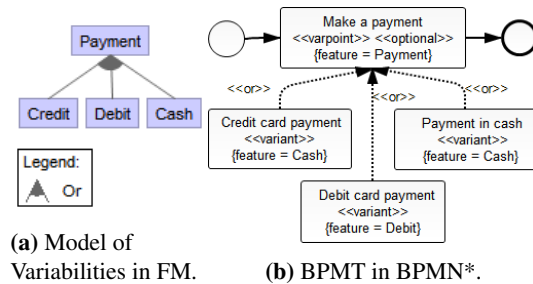 Payment
Credit Debit Cash
Legend:
Or
(a) Model of
Variabilities in FM.
Make a payment
<<varpoint>> <<optional>>
{feature = Payment}
<<or>>
<<or>>
<<or>>
Credit card payment
<<variant>>
{feature = Cash}
Payment in cash
<<variant>>
{feature = Cash}
Debit card payment
<<variant>>
{feature = Debit}
(b) BPMT in BPMN*.